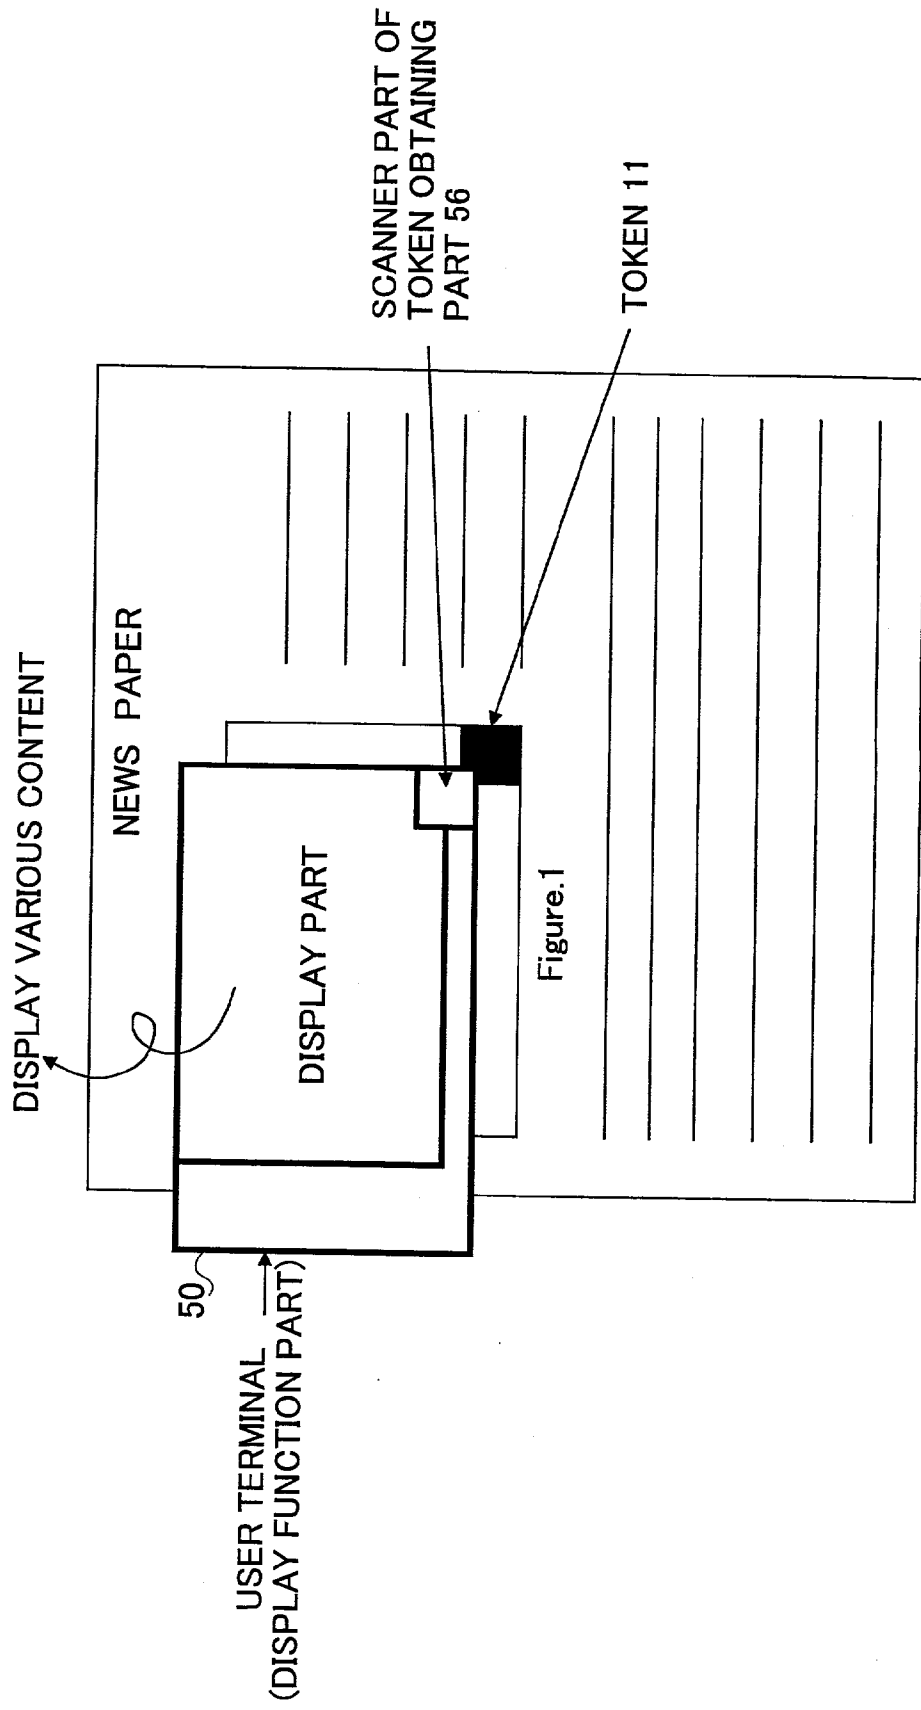 DISPLAY VARIOUS CONTENT
NEWS PAPER
SCANNER PART OF
TOKEN OBTAINING
PART 56
TOKEN 11
DISPLAY PART
Figure.1
50
USER TERMINAL
(DISPLAY FUNCTION PART)